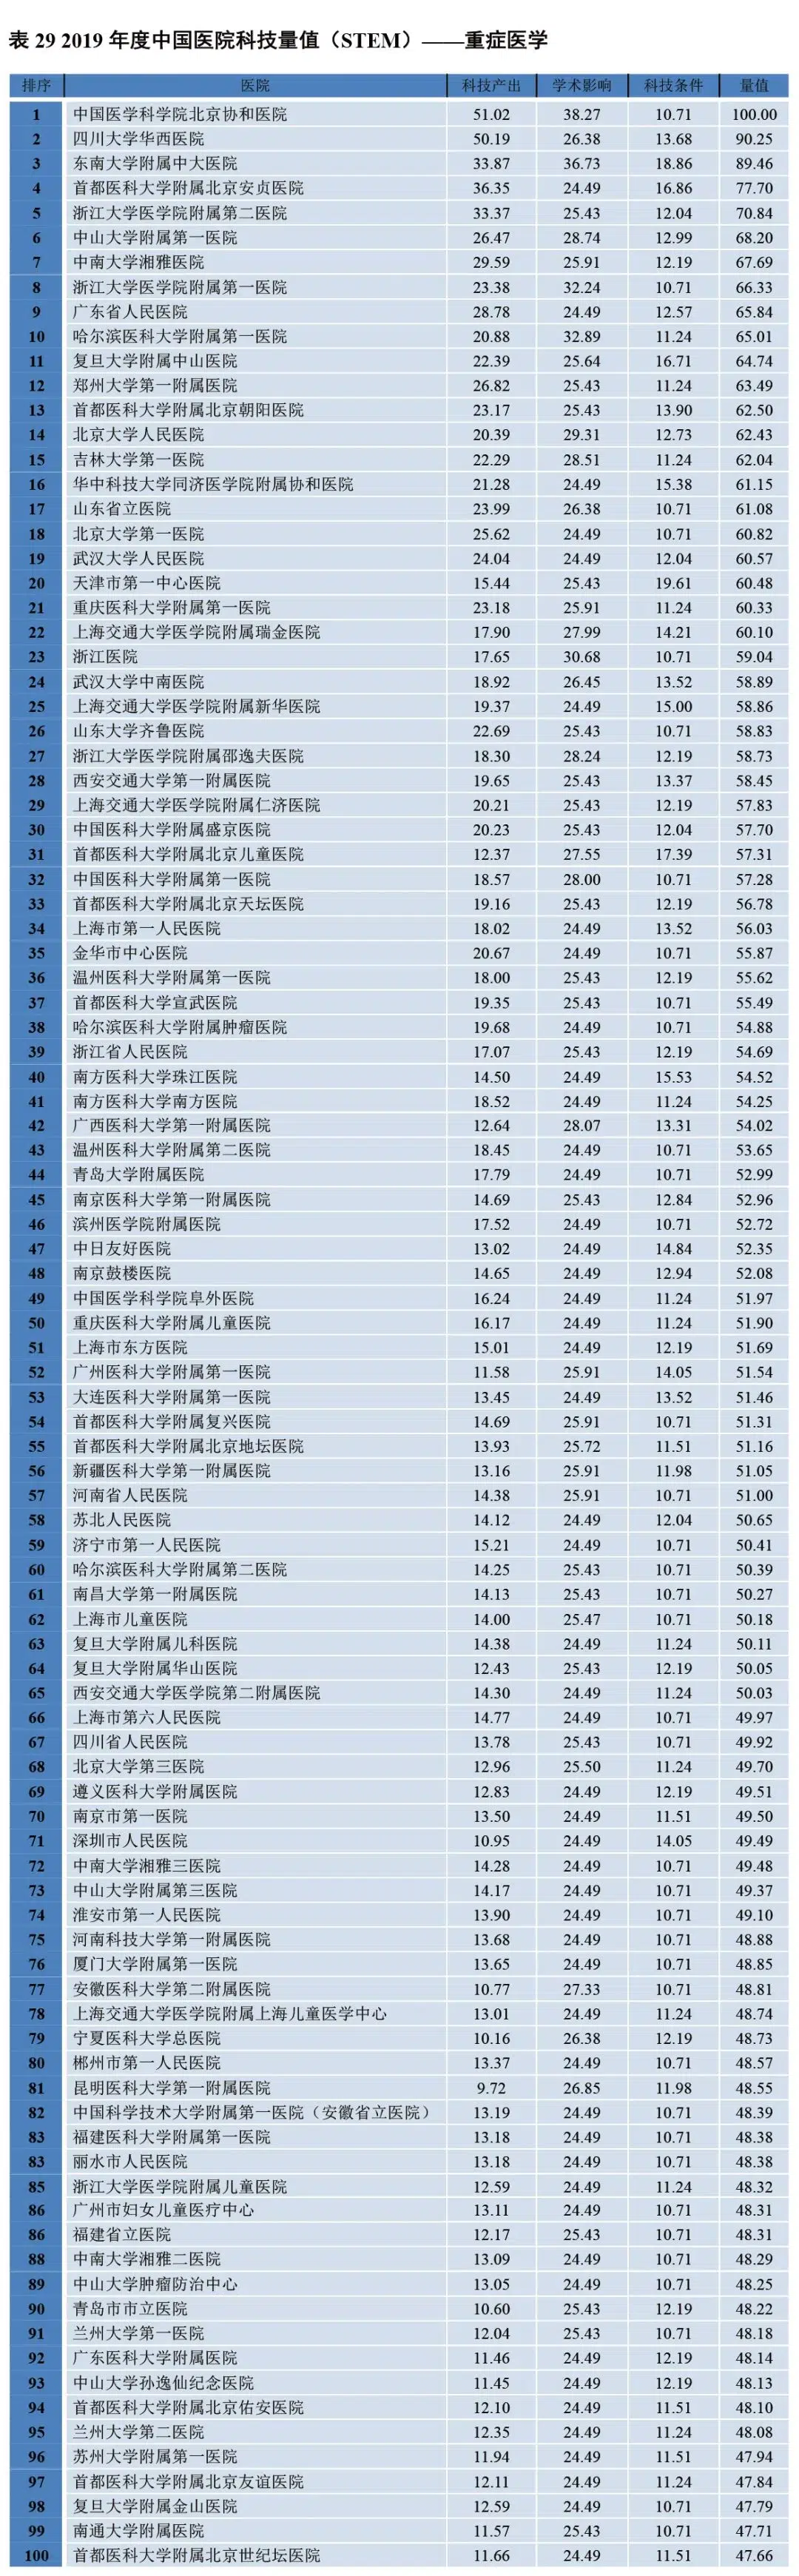 表 29 2019 年度中国医院科技量值（STEM）——重症医学
排序 医院 科技产出 学术影响 科技条件 量值
1 中国医学科学院北京协和医院 51.02 38.27 10.71 100.00
2 四川大学华西医院 50.19 26.38 13.68 90.25
3 东南大学附属中大医院 33.87 36.73 18.86 89.46
4 首都医科大学附属北京安贞医院 36.35 24.49 16.86 77.70
5 浙江大学医学院附属第二医院 33.37 25.43 12.04 70.84
6 中山大学附属第一医院 26.47 28.74 12.99 68.20
7 中南大学湘雅医院 29.59 25.91 12.19 67.69
8 浙江大学医学院附属第一医院 23.38 32.24 10.71 66.33
9 广东省人民医院 28.78 24.49 12.57 65.84
10 哈尔滨医科大学附属第一医院 20.88 32.89 11.24 65.01
11 复旦大学附属中山医院 22.39 25.64 16.71 64.74
12 郑州大学第一附属医院 26.82 25.43 11.24 63.49
13 首都医科大学附属北京朝阳医院 23.17 25.43 13.90 62.50
14 北京大学人民医院 20.39 29.31 12.73 62.43
15 吉林大学第一医院 22.29 28.51 11.24 62.04
16 华中科技大学同济医学院附属协和医院 21.28 24.49 15.38 61.15
17 山东省立医院 23.99 26.38 10.71 61.08
18 北京大学第一医院 25.62 24.49 10.71 60.82
19 武汉大学人民医院 24.04 24.49 12.04 60.57
20 天津市第一中心医院 15.44 25.43 19.61 60.48
21 重庆医科大学附属第一医院 23.18 25.91 11.24 60.33
22 上海交通大学医学院附属瑞金医院 17.90 27.99 14.21 60.10
23 浙江医院 17.65 30.68 10.71 59.04
24 武汉大学中南医院 18.92 26.45 13.52 58.89
25 上海交通大学医学院附属新华医院 19.37 24.49 15.00 58.86
26 山东大学齐鲁医院 22.69 25.43 10.71 58.83
27 浙江大学医学院附属邵逸夫医院 18.30 28.24 12.19 58.73
28 西安交通大学第一附属医院 19.65 25.43 13.37 58.45
29 上海交通大学医学院附属仁济医院 20.21 25.43 12.19 57.83
30 中国医科大学附属盛京医院 20.23 25.43 12.04 57.70
31 首都医科大学附属北京儿童医院 12.37 27.55 17.39 57.31
32 中国医科大学附属第一医院 18.57 28.00 10.71 57.28
33 首都医科大学附属北京天坛医院 19.16 25.43 12.19 56.78
34 上海市第一人民医院 18.02 24.49 13.52 56.03
35 金华市中心医院 20.67 24.49 10.71 55.87
36 温州医科大学附属第一医院 18.00 25.43 12.19 55.62
37 首都医科大学宣武医院 19.35 25.43 10.71 55.49
38 哈尔滨医科大学附属肿瘤医院 19.68 24.49 10.71 54.88
39 浙江省人民医院 17.07 25.43 12.19 54.69
40 南方医科大学珠江医院 14.50 24.49 15.53 54.52
41 南方医科大学南方医院 18.52 24.49 11.24 54.25
42 广西医科大学第一附属医院 12.64 28.07 13.31 54.02
43 温州医科大学附属第二医院 18.45 24.49 10.71 53.65
44 青岛大学附属医院 17.79 24.49 10.71 52.99
45 南京医科大学第一附属医院 14.69 25.43 12.84 52.96
46 滨州医学院附属医院 17.52 24.49 10.71 52.72
47 中日友好医院 13.02 24.49 14.84 52.35
48 南京鼓楼医院 14.65 24.49 12.94 52.08
49 中国医学科学院阜外医院 16.24 24.49 11.24 51.97
50 重庆医科大学附属儿童医院 16.17 24.49 11.24 51.90
51 上海市东方医院 15.01 24.49 12.19 51.69
52 广州医科大学附属第一医院 11.58 25.91 14.05 51.54
53 大连医科大学附属第一医院 13.45 24.49 13.52 51.46
54 首都医科大学附属复兴医院 14.69 25.91 10.71 51.31
55 首都医科大学附属北京地坛医院 13.93 25.72 11.51 51.16
56 新疆医科大学第一附属医院 13.16 25.91 11.98 51.05
57 河南省人民医院 14.38 25.91 10.71 51.00
58 苏北人民医院 14.12 24.49 12.04 50.65
59 济宁市第一人民医院 15.21 24.49 10.71 50.41
60 哈尔滨医科大学附属第二医院 14.25 25.43 10.71 50.39
61 南昌大学第一附属医院 14.13 25.43 10.71 50.27
62 上海市儿童医院 14.00 25.47 10.71 50.18
63 复旦大学附属儿科医院 14.38 24.49 11.24 50.11
64 复旦大学附属华山医院 12.43 25.43 12.19 50.05
65 西安交通大学医学院第二附属医院 14.30 24.49 11.24 50.03
66 上海市第六人民医院 14.77 24.49 10.71 49.97
67 四川省人民医院 13.78 25.43 10.71 49.92
68 北京大学第三医院 12.96 25.50 11.24 49.70
69 遵义医科大学附属医院 12.83 24.49 12.19 49.51
70 南京市第一医院 13.50 24.49 11.51 49.50
71 深圳市人民医院 10.95 24.49 14.05 49.49
72 中南大学湘雅三医院 14.28 24.49 10.71 49.48
73 中山大学附属第三医院 14.17 24.49 10.71 49.37
74 淮安市第一人民医院 13.90 24.49 10.71 49.10
75 河南科技大学第一附属医院 13.68 24.49 10.71 48.88
76 厦门大学附属第一医院 13.65 24.49 10.71 48.85
77 安徽医科大学第二附属医院 10.77 27.33 10.71 48.81
78 上海交通大学医学院附属上海儿童医学中心 13.01 24.49 11.24 48.74
79 宁夏医科大学总医院 10.16 26.38 12.19 48.73
80 郴州市第一人民医院 13.37 24.49 10.71 48.57
81 昆明医科大学第一附属医院 9.72 26.85 11.98 48.55
82 中国科学技术大学附属第一医院（安徽省立医院） 13.19 24.49 10.71 48.39
83 福建医科大学附属第一医院 13.18 24.49 10.71 48.38
83 丽水市人民医院 13.18 24.49 10.71 48.38
85 浙江大学医学院附属儿童医院 12.59 24.49 11.24 48.32
86 广州市妇女儿童医疗中心 13.11 24.49 10.71 48.31
86 福建省立医院 12.17 25.43 10.71 48.31
88 中南大学湘雅二医院 13.09 24.49 10.71 48.29
89 中山大学肿瘤防治中心 13.05 24.49 10.71 48.25
90 青岛市市立医院 10.60 25.43 12.19 48.22
91 兰州大学第一医院 12.04 25.43 10.71 48.18
92 广东医科大学附属医院 11.46 24.49 12.19 48.14
93 中山大学孙逸仙纪念医院 11.45 24.49 12.19 48.13
94 首都医科大学附属北京佑安医院 12.10 24.49 11.51 48.10
95 兰州大学第二医院 12.35 24.49 11.24 48.08
96 苏州大学附属第一医院 11.94 24.49 11.51 47.94
97 首都医科大学附属北京友谊医院 12.11 24.49 11.24 47.84
98 复旦大学附属金山医院 12.59 24.49 10.71 47.79
99 南通大学附属医院 11.57 25.43 10.71 47.71
100 首都医科大学附属北京世纪坛医院 11.66 24.49 11.51 47.66